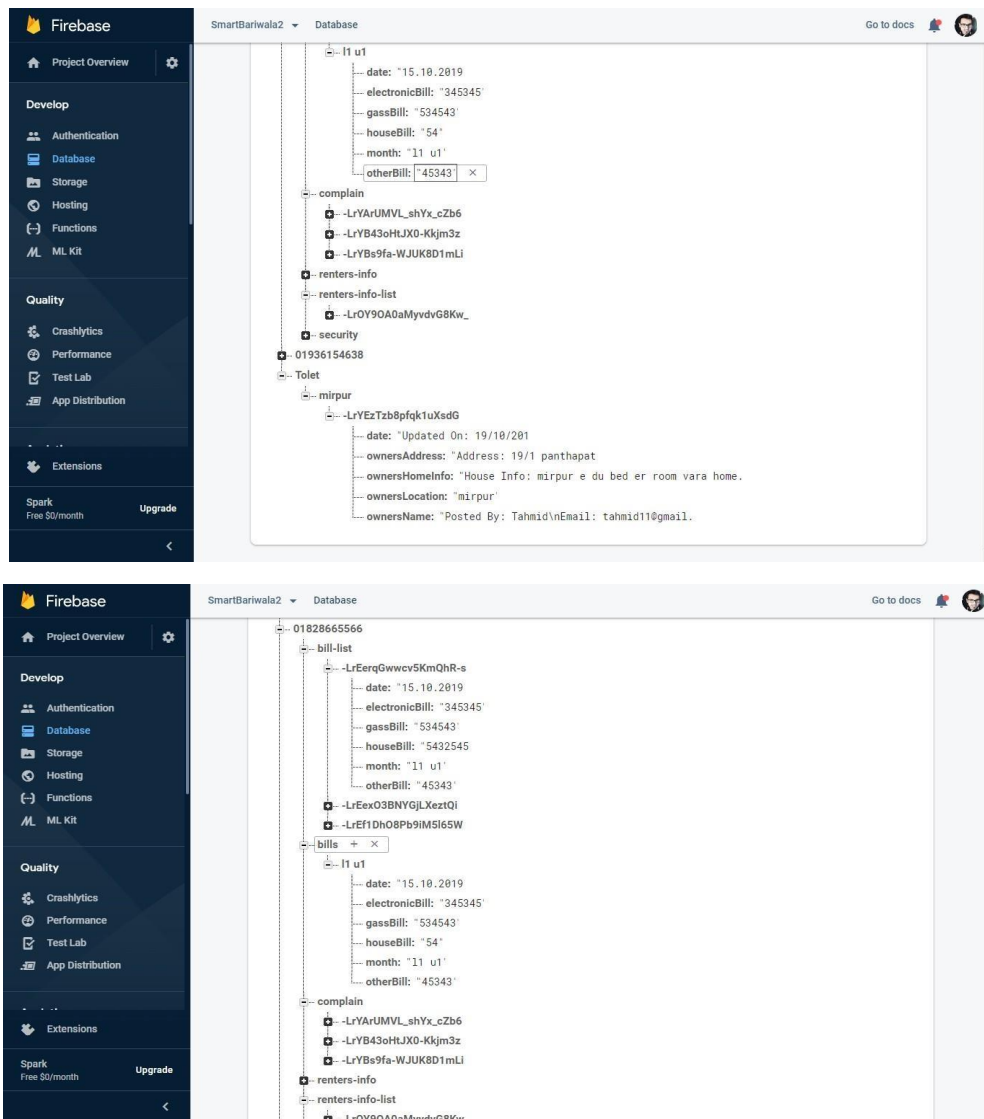 Firebase
SmartBariwala2
Database
Go to docs
Project Overview
Develop
Authentication
Database
Storage
Hosting
Functions
ML Kit
Quality
Crashlytics
Performance
Test Lab
App Distribution
Extensions
Spark
Free $0/month
Upgrade
l1 u1
date: "15.10.2019
electronicBill: "345345'
gassBill: "534543'
houseBill: "54"
month: "l1 u1'
otherBill: "45343"
complain
-LrYArUMVL_shYx_cZb6
-LrYB43oHtJX0-Kkjm3z
-LrYBs9fa-WJUK8D1mLi
renters-info
renters-info-list
-LrOY9OA0aMyvdvG8Kw_
security
01936154638
Tolet
mirpur
-LrYEzTzb8pfqk1uXsdG
date: "Updated On: 19/10/201
ownersAddress: "Address: 19/1 panthapat
ownersHomeInfo: "House Info: mirpur e du bed er room vara home.
ownersLocation: "mirpur'
ownersName: "Posted By: Tahmid\nEmail: tahmid11@gmail.
Firebase
SmartBariwala2
Database
Go to docs
Project Overview
Develop
Authentication
Database
Storage
Hosting
Functions
ML Kit
Quality
Crashlytics
Performance
Test Lab
App Distribution
Extensions
Spark
Free $0/month
Upgrade
01828665566
bill-list
-LrEerqGwwcv5KmQhR-s
date: "15.10.2019
electronicBill: "345345'
gassBill: "534543'
houseBill: "5432545
month: "l1 u1'
otherBill: "45343'
-LrEexO3BNYGjLXeztQi
-LrEf1DhO8Pb9iM5l65W
bills + ×
l1 u1
date: "15.10.2019
electronicBill: "345345'
gassBill: "534543'
houseBill: "54"
month: "l1 u1'
otherBill: "45343'
complain
-LrYArUMVL_shYx_cZb6
-LrYB43oHtJX0-Kkjm3z
-LrYBs9fa-WJUK8D1mLi
renters-info
renters-info-list
-LrOY9OA0aMyvdvG8Kw_